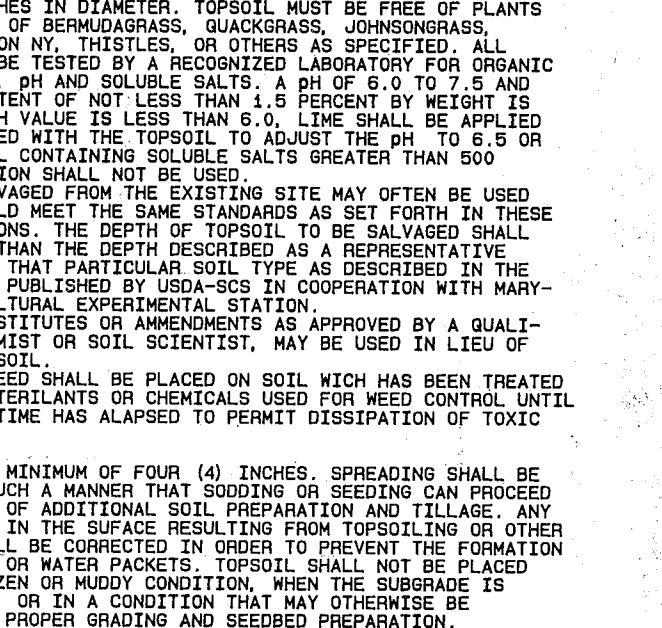 HES IN DIAMETER. TOPSOIL MUST BE FREE OF PLANTS
OF BERMUDAGRASS, QUACKGRASS, JOHNSONGRASS,
ON NY, THISTLES, OR OTHERS AS SPECIFIED. ALL
BE TESTED BY A RECOGNIZED LABORATORY FOR ORGANIC
pH AND SOLUBLE SALTS. A pH OF 6.0 TO 7.5 AND
TENT OF NOT LESS THAN 1.5 PERCENT BY WEIGHT IS
H VALUE IS LESS THAN 6.0, LIME SHALL BE APPLIED
ED WITH THE TOPSOIL TO ADJUST THE pH TO 6.5 OR
L CONTAINING SOLUBLE SALTS GREATER THAN 500
ION SHALL NOT BE USED.
VAGED FROM THE EXISTING SITE MAY OFTEN BE USED
LD MEET THE SAME STANDARDS AS SET FORTH IN THESE
ONS. THE DEPTH OF TOPSOIL TO BE SALVAGED SHALL
THAN THE DEPTH DESCRIBED AS A REPRESENTATIVE
THAT PARTICULAR SOIL TYPE AS DESCRIBED IN THE
PUBLISHED BY USDA-SCS IN COOPERATION WITH MARY-
LTURAL EXPERIMENTAL STATION.
STITUTES OR AMMENDMENTS AS APPROVED BY A QUALI-
MIST OR SOIL SCIENTIST, MAY BE USED IN LIEU OF
SOIL.
EED SHALL BE PLACED ON SOIL WICH HAS BEEN TREATED
TERILANTS OR CHEMICALS USED FOR WEED CONTROL UNTIL
TIME HAS ALAPSED TO PERMIT DISSIPATION OF TOXIC
MINIMUM OF FOUR (4) INCHES. SPREADING SHALL BE
UCH A MANNER THAT SODDING OR SEEDING CAN PROCEED
OF ADDITIONAL SOIL PREPARATION AND TILLAGE. ANY
IN THE SUFACE RESULTING FROM TOPSOILING OR OTHER
LL BE CORRECTED IN ORDER TO PREVENT THE FORMATION
OR WATER PACKETS. TOPSOIL SHALL NOT BE PLACED
ZEN OR MUDDY CONDITION, WHEN THE SUBGRADE IS
OR IN A CONDITION THAT MAY OTHERWISE BE
PROPER GRADING AND SEEDBED PREPARATION.